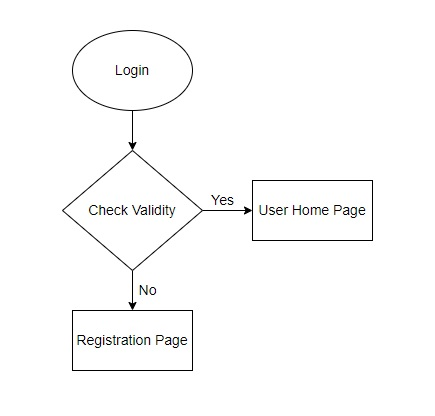 Login
Check Validity
Yes
User Home Page
No
Registration Page